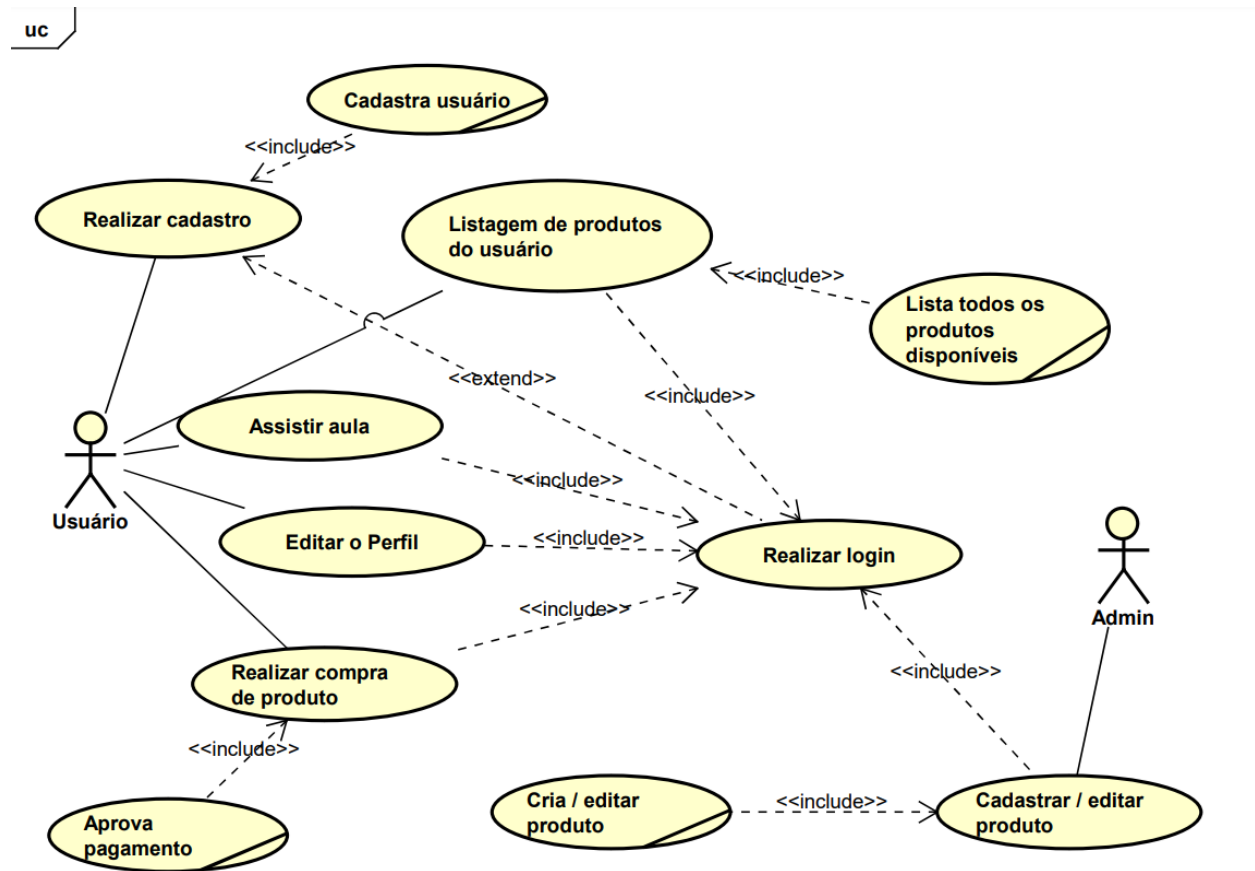 uc
Cadastra usuário
<<include>>
Realizar cadastro
Listagem de produtos
do usuário
<<include>>
Lista todos os
produtos
disponíveis
<<extend>>
<<include>>
Assistir aula
Usuário
<<include>>
Editar o Perfil
<<include>>
Realizar login
<<include>>
Admin
Realizar compra
de produto
<<include>>
<<include>>
Aprova
pagamento
Cria / editar
produto
<<include>>
Cadastrar / editar
produto